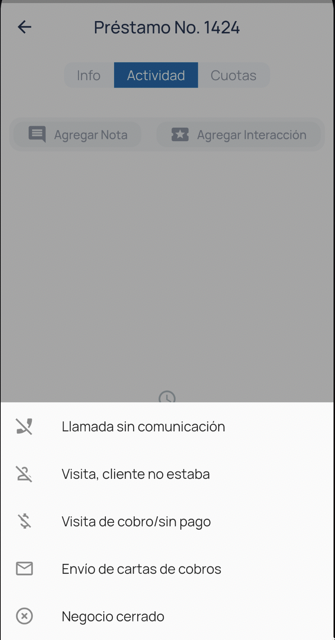 Préstamo No. 1424
Info
Actividad
Cuotas
Agregar Nota
Agregar Interacción
Llamada sin comunicación
Visita, cliente no estaba
Visita de cobro/sin pago
Envío de cartas de cobros
Negocio cerrado